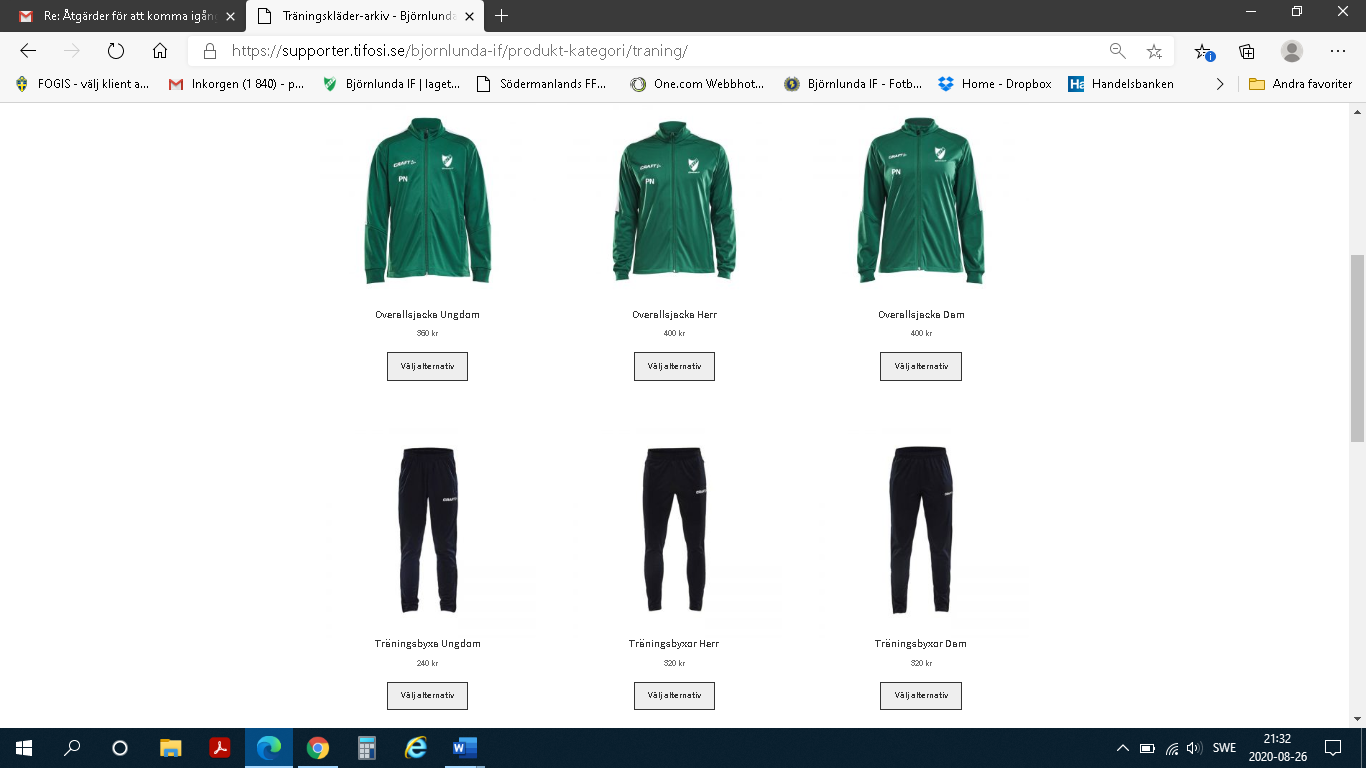 Re: Åtgärder för att komma igån
Träningskläder-arkiv - Björnlunda
https://supporter.tifosi.se/bjornlunda-if/produkt-kategori/traning/
FOGIS - välj klient a...
Inkorgen (1 840) - p...
Björnlunda IF | laget...
Södermanlands FF...
One.com Webbhot...
Björnlunda IF - Fotb...
Home - Dropbox
Handelsbanken
Andra favoriter
CRAFT
PN
CRAFT
PN
CRAFT
PN
Overallsjacka Ungdom
Overallsjacka Herr
Overallsjacka Dam
360 kr
400 kr
400 kr
Välj alternativ
Välj alternativ
Välj alternativ
CRAFT
CRAFT
CRAFT
Träningsbyxa Ungdom
Träningsbyxor Herr
Träningsbyxor Dam
240 kr
320 kr
320 kr
Välj alternativ
Välj alternativ
Välj alternativ
SWE
21:32
2020-08-26